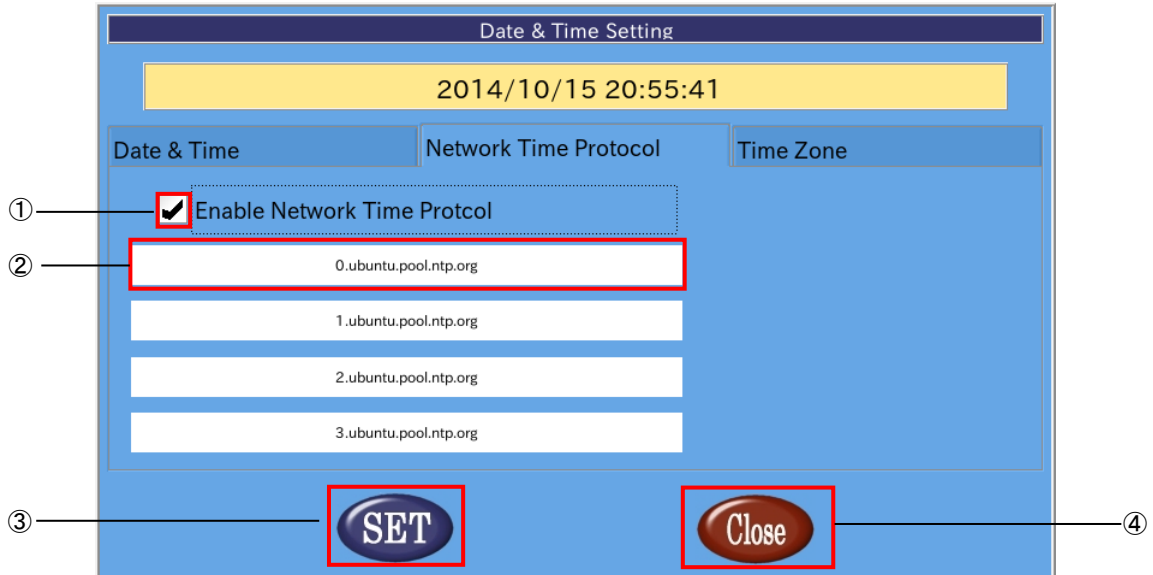 Date & Time Setting
2014/10/15 20:55:41
Date & Time Network Time Protocol Time Zone
① Enable Network Time Protcol
② 0.ubuntu.pool.ntp.org
1.ubuntu.pool.ntp.org
2.ubuntu.pool.ntp.org
3.ubuntu.pool.ntp.org
③ SET Close ④